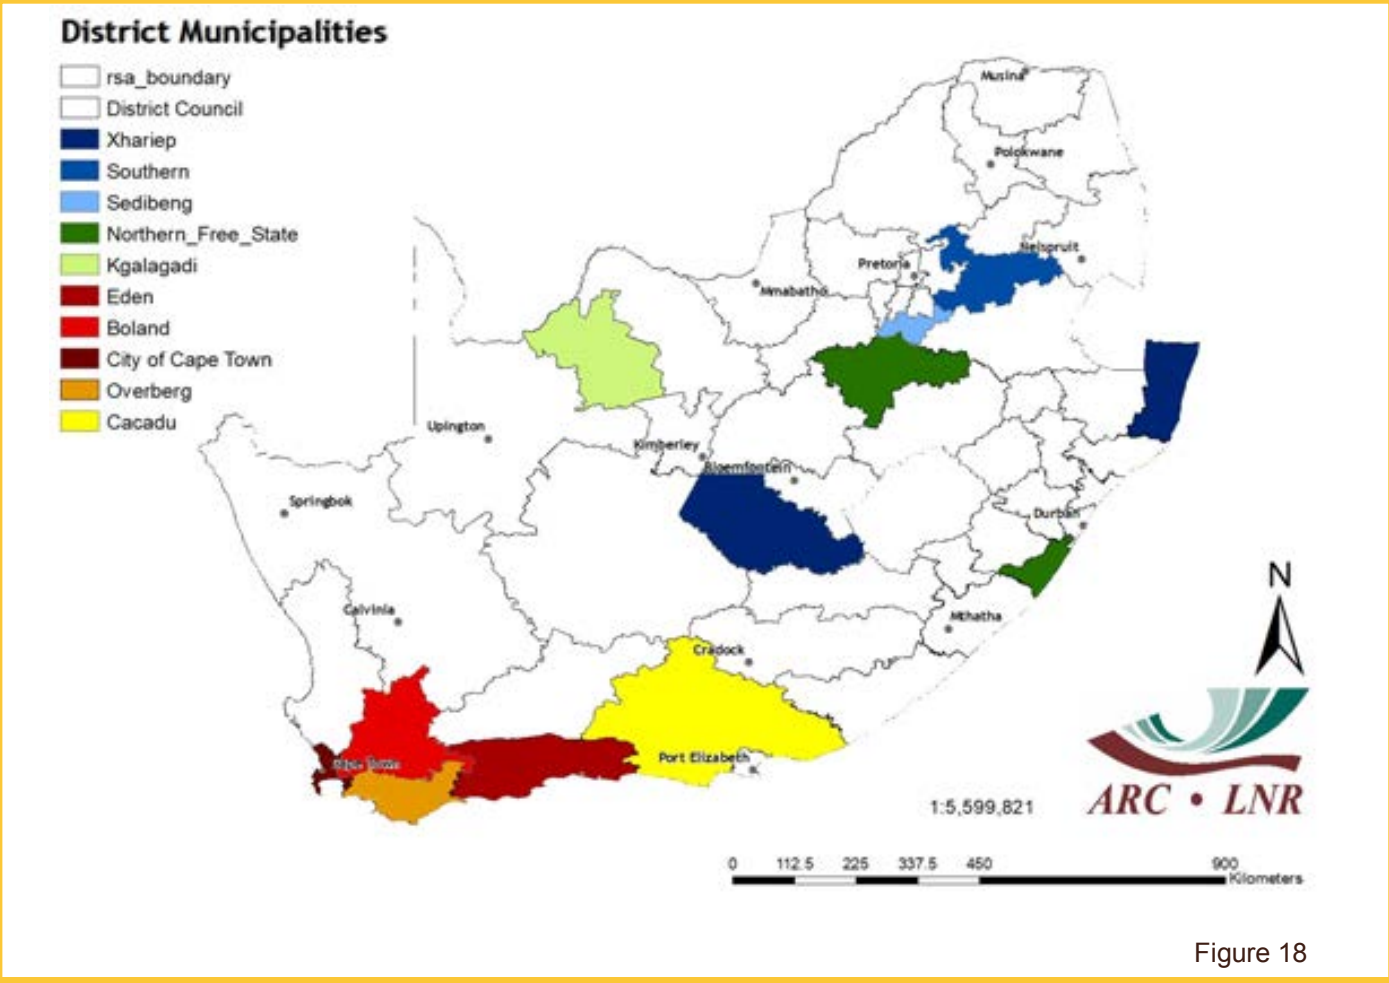 District Municipalities
rsa_boundary
District Council
Xhariep
Southern
Sedibeng
Northern_Free_State
Kgalagadi
Eden
Boland
City of Cape Town
Overberg
Cacadu
Musina
Polokwane
Nelspruit
Pretoria
Mmabatho
Upington
Kimberley
Bloemfontein
Springbok
Durban
N
Calvinia
Mthatha
Cradock
Port Elizabeth
Cape Town
1:5,599,821
ARC • LNR
0 112.5 225 337.5 450 900
Kilometers
Figure 18